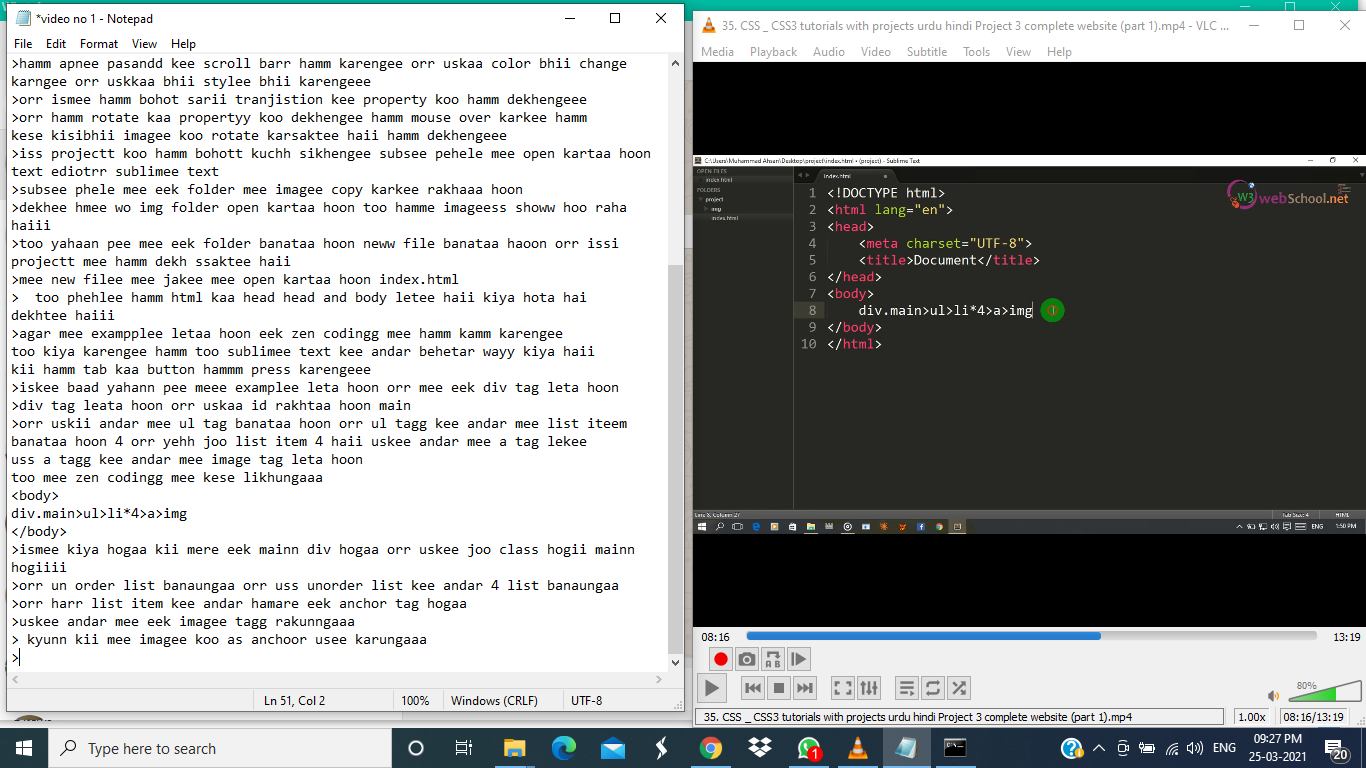 *video no 1 - Notepad
File Edit Format View Help
>hamm apnee pasandd kee scroll barr hamm karengee orr uskaa color bhii change
karngee orr uskkaa bhii stylee bhii karengeee
>orr ismee hamm bohot sarii tranjistion kee property koo hamm dekhengeee
>orr hamm rotate kaa propertyy koo dekhengee hamm mouse over karkee hamm
kese kisibhii imagee koo rotate karsaktee haii hamm dekhengeee
>iss projectt koo hamm bohott kuchh sikhengee subsee pehele mee open kartaa hoon
text ediotrr sublimee text
>subsee phele mee eek folder mee imagee copy karkee rakhaaa hoon
>dekhee hmee wo img folder open kartaa hoon too hamme imageess showw hoo raha
haiii
>too yahaan pee mee eek folder banataa hoon neww file banataa haoon orr issi
projectt mee hamm dekh ssaktee haii
>mee new filee mee jakee mee open kartaa hoon index.html
>  too phehlee hamm html kaa head head and body letee haii kiya hota hai
dekhtee haiii
>agar mee exampplee letaa hoon eek zen codingg mee hamm kamm karengee
too kiya karengee hamm too sublimee text kee andar behetar wayy kiya haii
kii hamm tab kaa button hammm press karengeee
>iskee baad yahann pee meee examplee leta hoon orr mee eek div tag leta hoon
>div tag leata hoon orr uskaa id rakhtaa hoon main
>orr uskii andar mee ul tag banataa hoon orr ul tagg kee andar mee list iteem
banataa hoon 4 orr yehh joo list item 4 haii uskee andar mee a tag lekee
uss a tagg kee andar mee image tag leta hoon
too mee zen codingg mee kese likhungaaa
<body>
div.main>ul>li*4>a>img
</body>
>ismee kiya hogaa kii mere eek mainn div hogaa orr uskee joo class hogii mainn
hogiiii
>orr un order list banaungaa orr uss unorder list kee andar 4 list banaungaa
>orr harr list item kee andar hamare eek anchor tag hogaa
>uskee andar mee eek imagee tagg rakunngaaa
> kyunn kii mee imagee koo as anchoor usee karungaaa
>
Ln 51, Col 2 100% Windows (CRLF) UTF-8
35. CSS _ CSS3 tutorials with projects urdu hindi Project 3 complete website (part 1).mp4 - VLC ...
Media Playback Audio Video Subtitle Tools View Help
C:\Users\Muhammad Ahsan\Desktop\project\index.html • (project) - Sublime Text
OPEN FILES
index.html
FOLDERS
project
img
index.html
index.html
W3 webSchool.net
1 <!DOCTYPE html>
2 <html lang="en">
3 <head>
4 <meta charset="UTF-8">
5 <title>Document</title>
6 </head>
7 <body>
8 div.main>ul>li*4>a>img
9 </body>
10 </html>
Line 8, Column 27 Tab Size: 4 HTML
ENG 1:50 PM
08:16 13:19
A B
80%
35. CSS _ CSS3 tutorials with projects urdu hindi Project 3 complete website (part 1).mp4 1.00x 08:16/13:19
Type here to search
1
ENG
09:27 PM
25-03-2021
20